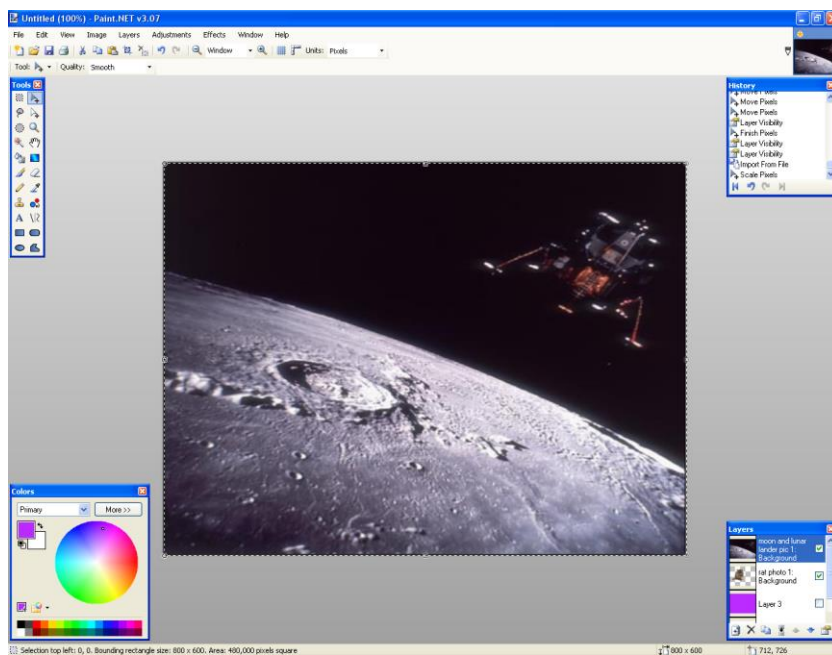 Untitled (100%) - Paint.NET v3.07
File Edit View Image Layers Adjustments Effects Window Help
Window Units: Pixels
Tool: Quality: Smooth
Tools
History
Move Pixels
Move Pixels
Move Pixels
Layer Visibility
Finish Pixels
Layer Visibility
Layer Visibility
Import From File
Scale Pixels
Colors
Primary More >>
Layers
moon and lunar
lander pic 1:
Background
rat photo 1:
Background
Layer 3
Selection top left: 0, 0. Bounding rectangle size: 800 x 600. Area: 480,000 pixels square 800 x 600 712, 726